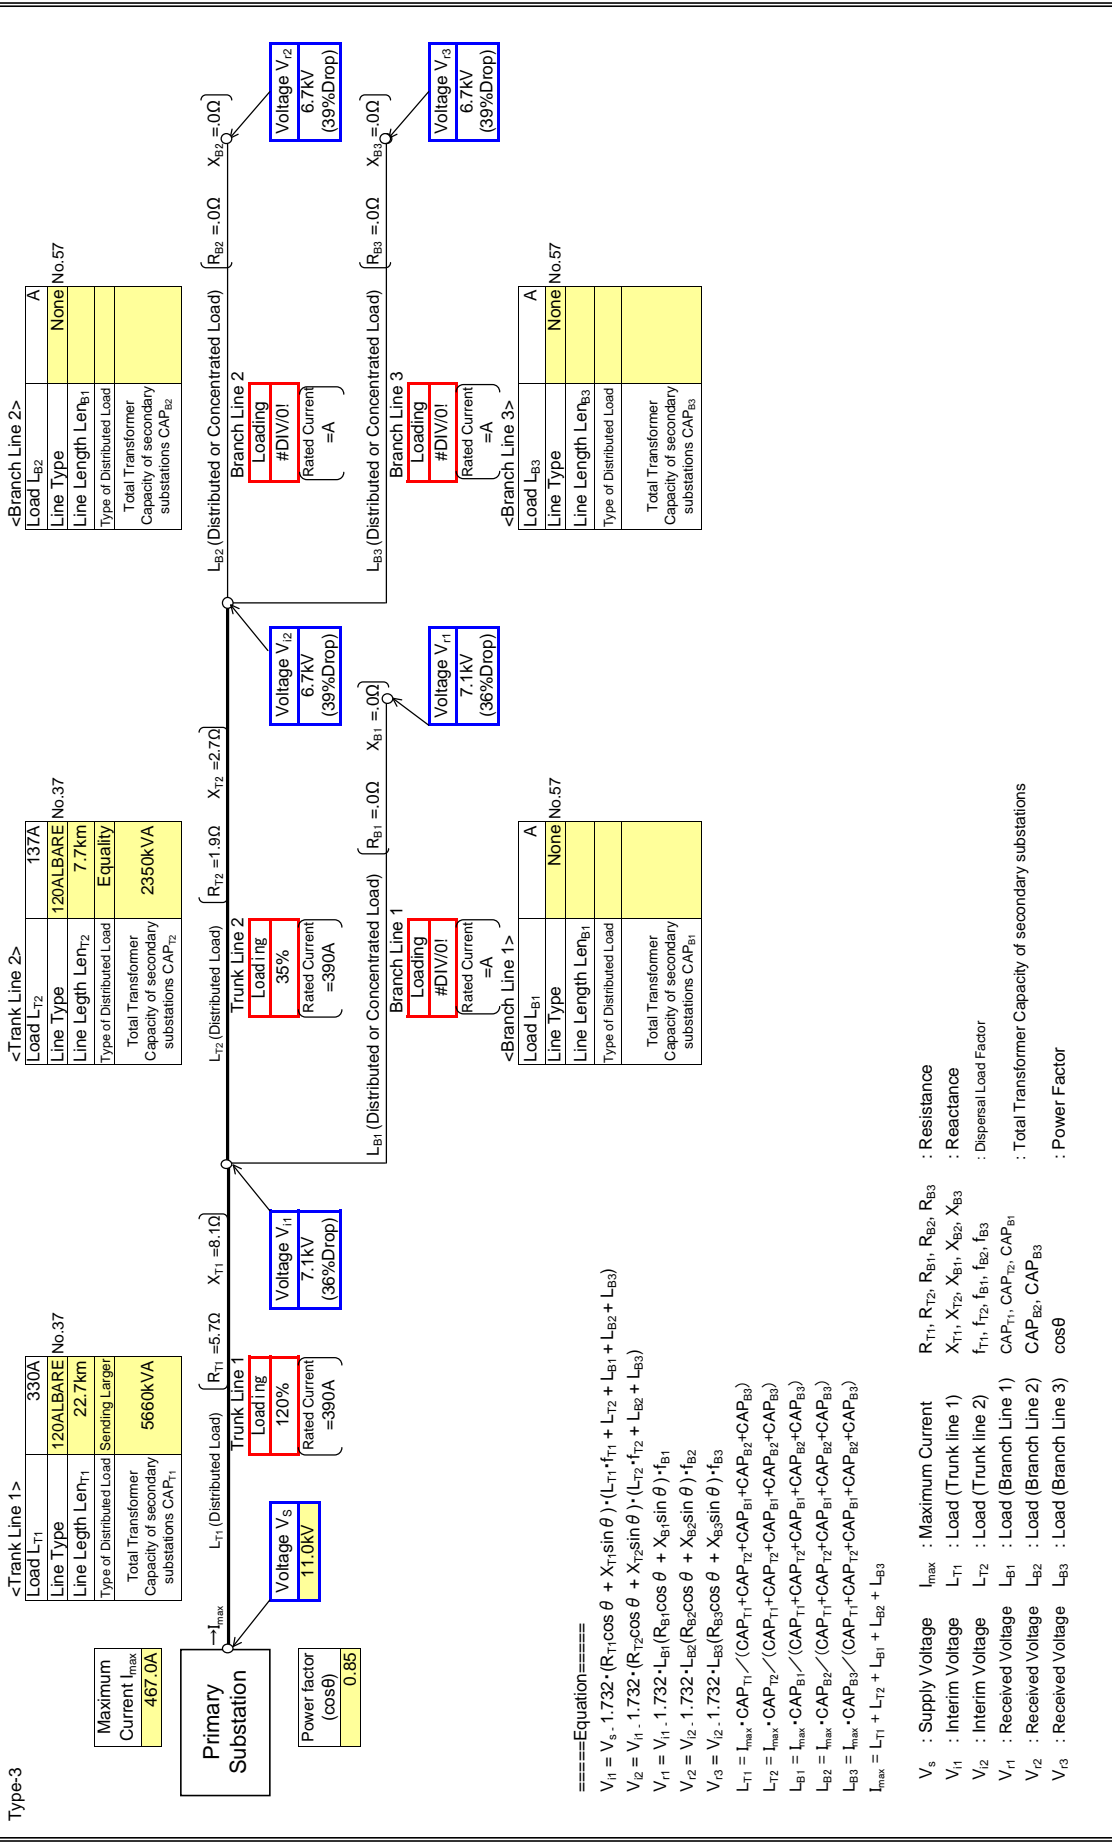 Type-3
Maximum
Current Imax
467.0A
<Trank Line 1>
Load LT1 330A
Line Type 120ALBARE No.37
Line Legth LenT1 22.7km
Type of Distributed Load Sending Larger
Total Transformer
Capacity of secondary
substations CAPT1
5660kVA
<Trank Line 2>
Load LT2 137A
Line Type 120ALBARE No.37
Line Legth LenT2 7.7km
Type of Distributed Load Equality
Total Transformer
Capacity of secondary
substations CAPT2
2350kVA
<Branch Line 2>
Load LB2 A
Line Type None No.57
Line Length LenB1
Type of Distributed Load
Total Transformer
Capacity of secondary
substations CAPB2
Primary
Substation
→Imax
LT1 (Distributed Load) RT1 =5.7Ω XT1 =8.1Ω
LT2 (Distributed Load) RT2 =1.9Ω XT2 =2.7Ω
LB2 (Distributed or Concentrated Load) RB2 =.0Ω XB2 =.0Ω
Power factor
(cosθ)
0.85
Voltage VS
11.0kV
Trunk Line 1
Loading
120%
Rated Current
=390A
Voltage Vi1
7.1kV
(36%Drop)
Trunk Line 2
Loading
35%
Rated Current
=390A
Voltage Vi2
6.7kV
(39%Drop)
Branch Line 2
Loading
#DIV/0!
Rated Current
=A
Voltage Vr2
6.7kV
(39%Drop)
LB1 (Distributed or Concentrated Load) RB1 =.0Ω XB1 =.0Ω
LB3 (Distributed or Concentrated Load) RB3 =.0Ω XB3 =.0Ω
Branch Line 1
Loading
#DIV/0!
Rated Current
=A
Voltage Vr1
7.1kV
(36%Drop)
Branch Line 3
Loading
#DIV/0!
Rated Current
=A
Voltage Vr3
6.7kV
(39%Drop)
<Branch Line 1>
Load LB1 A
Line Type None No.57
Line Length LenB1
Type of Distributed Load
Total Transformer
Capacity of secondary
substations CAPB1
<Branch Line 3>
Load LB3 A
Line Type None No.57
Line Length LenB3
Type of Distributed Load
Total Transformer
Capacity of secondary
substations CAPB3
=====Equation=====
Vi1 = Vs - 1.732・(RT1cos θ + XT1sin θ)・(LT1・fT1 + LT2 + LB1 + LB2 + LB3)
Vi2 = Vi1 - 1.732・(RT2cos θ + XT2sin θ)・(LT2・fT2 + LB2 + LB3)
Vr1 = Vi1 - 1.732・LB1(RB1cos θ + XB1sin θ)・fB1
Vr2 = Vi2 - 1.732・LB2(RB2cos θ + XB2sin θ)・fB2
Vr3 = Vi2 - 1.732・LB3(RB3cos θ + XB3sin θ)・fB3
LT1 = Imax・CAPT1／(CAPT1+CAPT2+CAPB1+CAPB2+CAPB3)
LT2 = Imax・CAPT2／(CAPT1+CAPT2+CAPB1+CAPB2+CAPB3)
LB1 = Imax・CAPB1／(CAPT1+CAPT2+CAPB1+CAPB2+CAPB3)
LB2 = Imax・CAPB2／(CAPT1+CAPT2+CAPB1+CAPB2+CAPB3)
LB3 = Imax・CAPB3／(CAPT1+CAPT2+CAPB1+CAPB2+CAPB3)
Imax = LT1 + LT2 + LB1 + LB2 + LB3
Vs : Supply Voltage Imax : Maximum Current RT1, RT2, RB1, RB2, RB3 : Resistance
Vi1 : Interim Voltage LT1 : Load (Trunk line 1) XT1, XT2, XB1, XB2, XB3 : Reactance
Vi2 : Interim Voltage LT2 : Load (Trunk line 2) fT1, fT2, fB1, fB2, fB3 : Dispersal Load Factor
Vr1 : Received Voltage LB1 : Load (Branch Line 1) CAPT1, CAPT2, CAPB1 : Total Transformer Capacity of secondary substations
Vr2 : Received Voltage LB2 : Load (Branch Line 2) CAPB2, CAPB3
Vr3 : Received Voltage LB3 : Load (Branch Line 3) cosθ : Power Factor